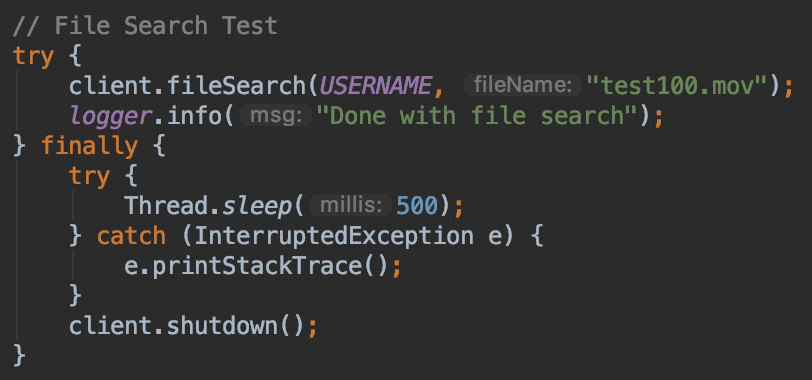 // File Search Test
try {
client.fileSearch(USERNAME, fileName: "test100.mov");
logger.info( msg: "Done with file search");
} finally {
try {
Thread.sleep( millis: 500);
} catch (InterruptedException e) {
e.printStackTrace();
}
client.shutdown();
}